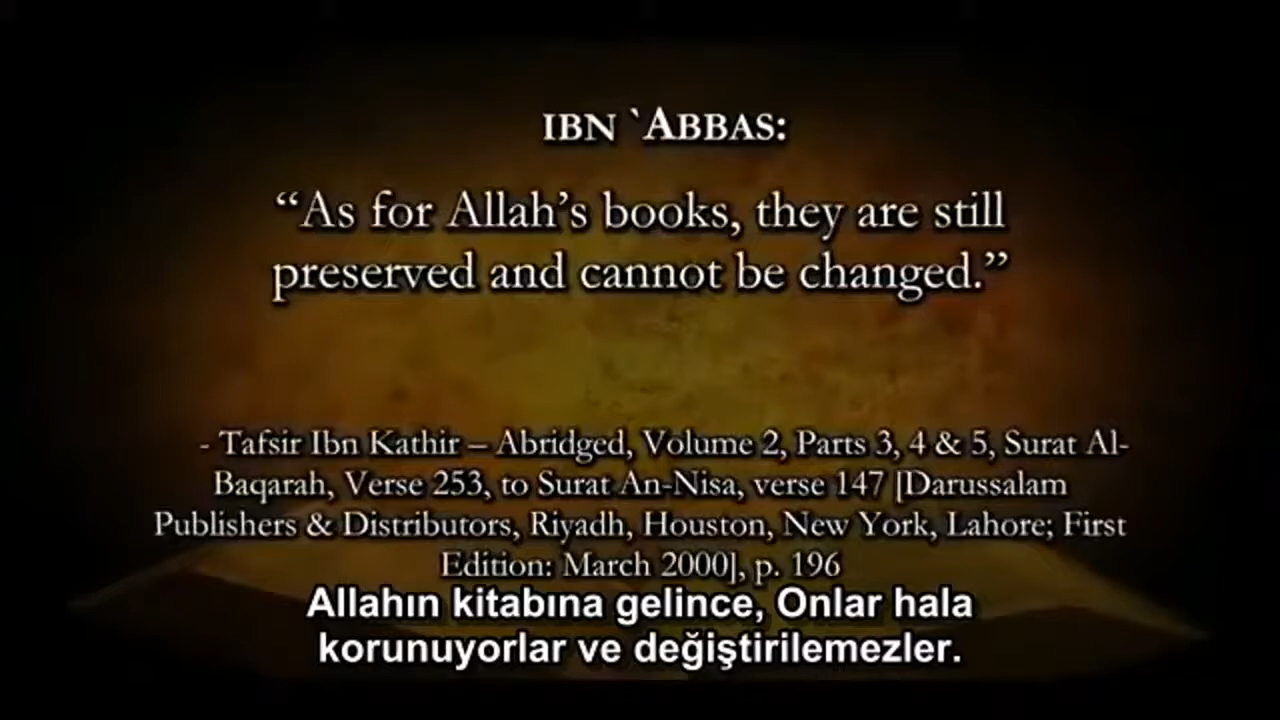 IBN `ABBAS:
“As for Allah’s books, they are still
preserved and cannot be changed.”
- Tafsir Ibn Kathir – Abridged, Volume 2, Parts 3, 4 & 5, Surat Al-
Baqarah, Verse 253, to Surat An-Nisa, verse 147 [Darussalam
Publishers & Distributors, Riyadh, Houston, New York, Lahore; First
Edition: March 2000], p. 196
Allahın kitabına gelince, Onlar hala
korunuyorlar ve değiştirilemezler.